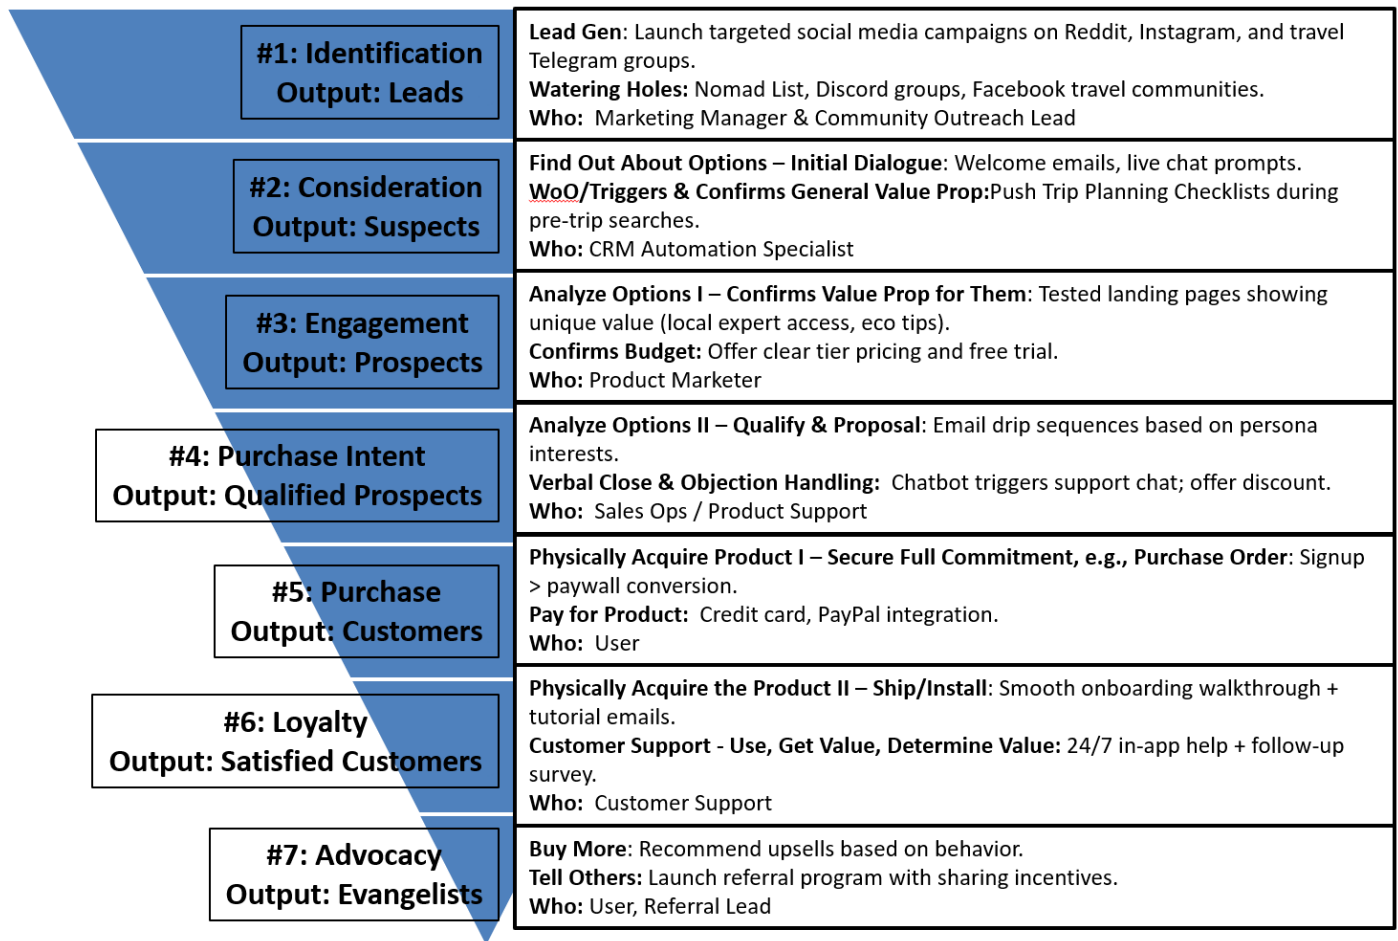 #1: Identification
Output: Leads
Lead Gen: Launch targeted social media campaigns on Reddit, Instagram, and travel
Telegram groups.
Watering Holes: Nomad List, Discord groups, Facebook travel communities.
Who:  Marketing Manager & Community Outreach Lead
#2: Consideration
Output: Suspects
Find Out About Options – Initial Dialogue: Welcome emails, live chat prompts.
WoO/Triggers & Confirms General Value Prop:Push Trip Planning Checklists during
pre-trip searches.
Who: CRM Automation Specialist
#3: Engagement
Output: Prospects
Analyze Options I – Confirms Value Prop for Them: Tested landing pages showing
unique value (local expert access, eco tips).
Confirms Budget: Offer clear tier pricing and free trial.
Who: Product Marketer
#4: Purchase Intent
Output: Qualified Prospects
Analyze Options II – Qualify & Proposal: Email drip sequences based on persona
interests.
Verbal Close & Objection Handling:  Chatbot triggers support chat; offer discount.
Who:  Sales Ops / Product Support
#5: Purchase
Output: Customers
Physically Acquire Product I – Secure Full Commitment, e.g., Purchase Order: Signup
> paywall conversion.
Pay for Product:  Credit card, PayPal integration.
Who:  User
#6: Loyalty
Output: Satisfied Customers
Physically Acquire the Product II – Ship/Install: Smooth onboarding walkthrough +
tutorial emails.
Customer Support - Use, Get Value, Determine Value: 24/7 in-app help + follow-up
survey.
Who:  Customer Support
#7: Advocacy
Output: Evangelists
Buy More: Recommend upsells based on behavior.
Tell Others: Launch referral program with sharing incentives.
Who: User, Referral Lead